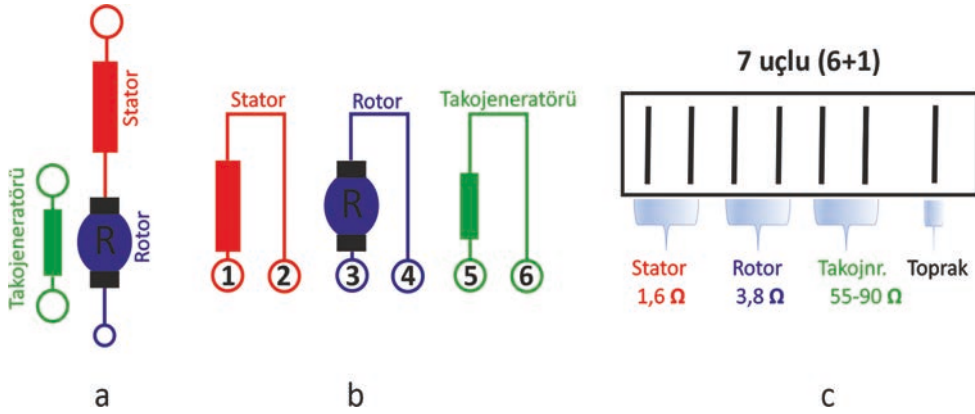 Stator
Takojeneratörü
R
Rotor
a
Stator
Rotor
Takojeneratörü
R
1
2
3
4
5
6
b
7 uçlu (6+1)
Stator
1,6 Ω
Rotor
3,8 Ω
Takojnr.
55-90 Ω
Toprak
c